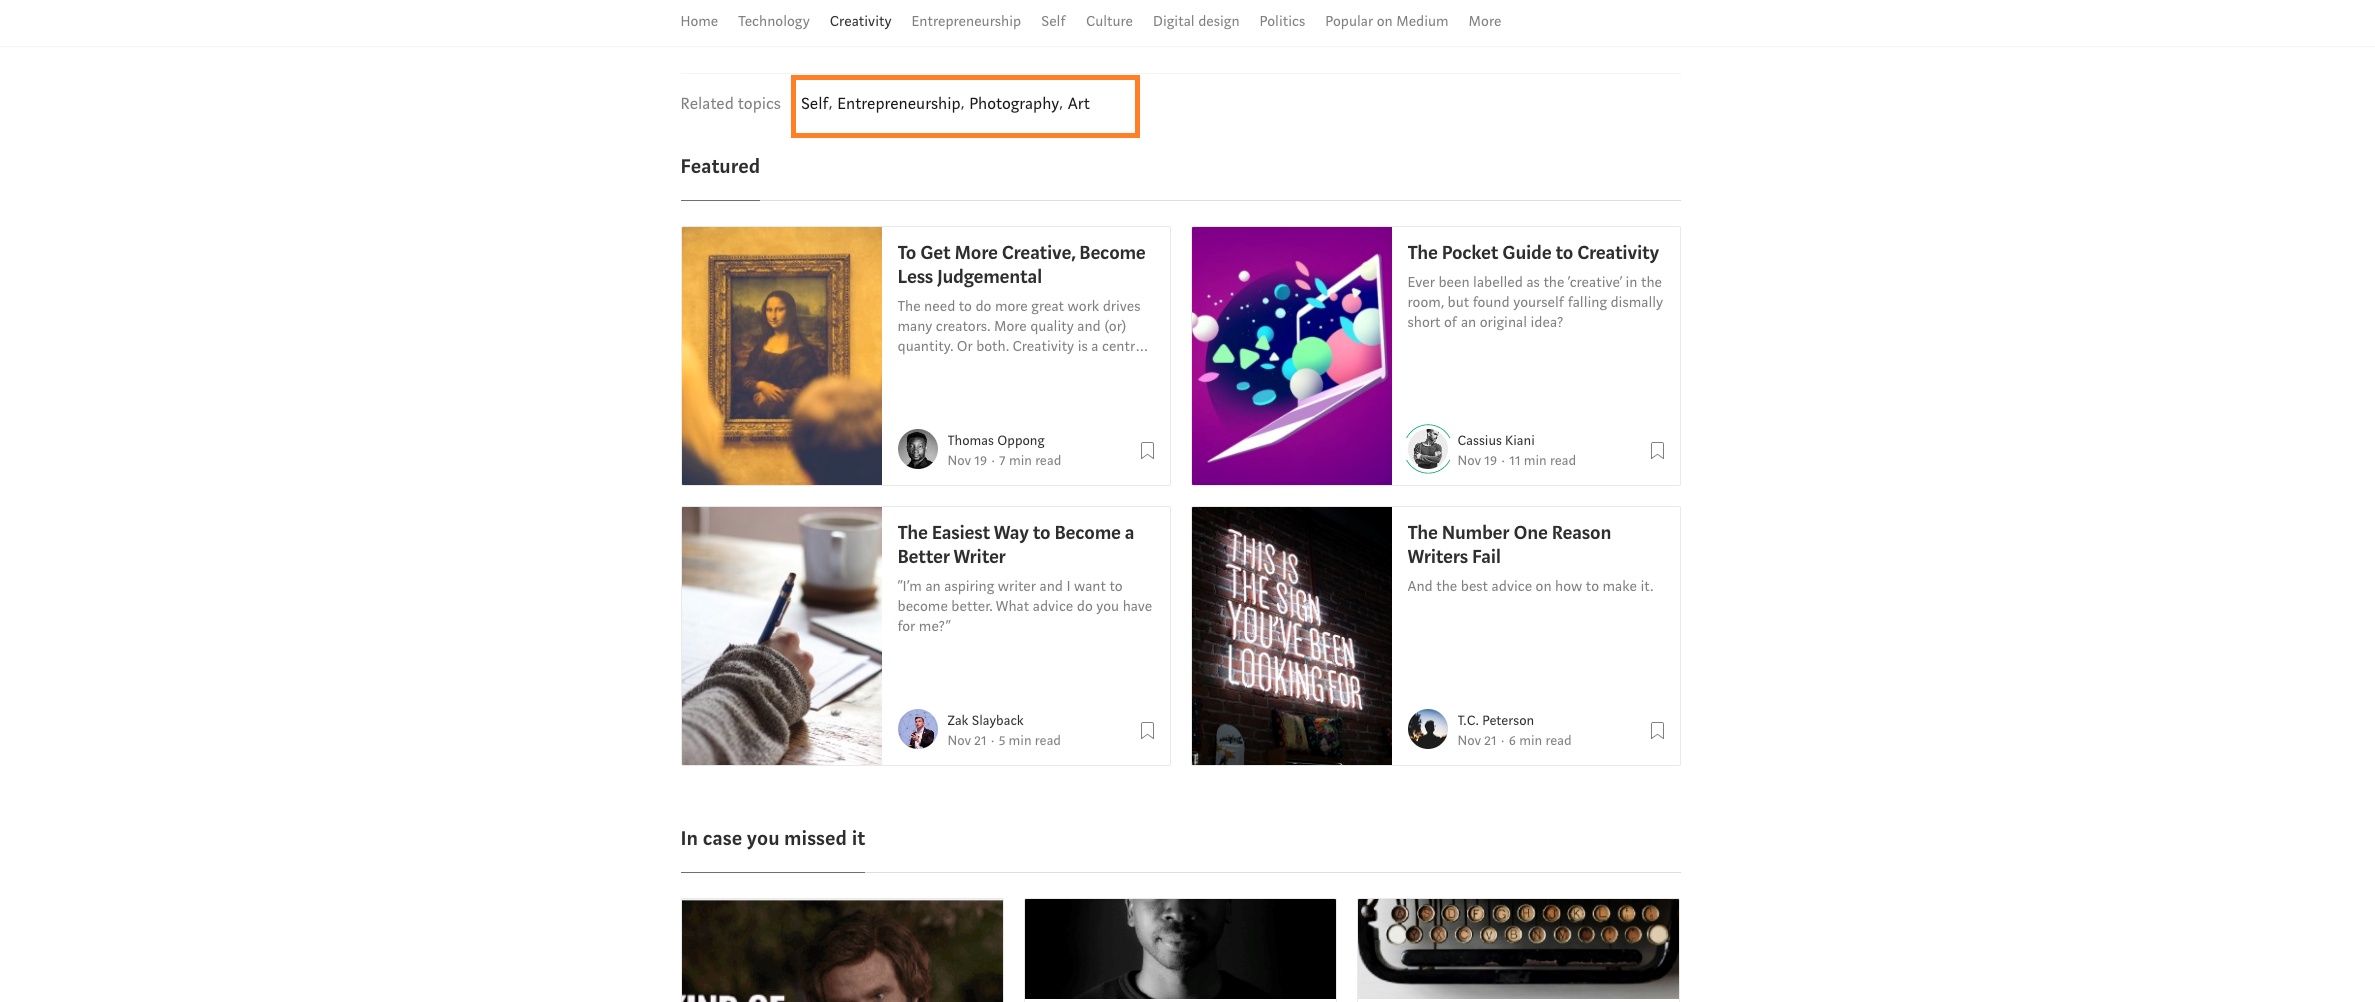 Home Technology Creativity Entrepreneurship Self Culture Digital design Politics Popular on Medium More
Related topics Self, Entrepreneurship, Photography, Art
Featured
To Get More Creative, Become
Less Judgemental
The need to do more great work drives
many creators. More quality and (or)
quantity. Or both. Creativity is a centr…
Thomas Oppong
Nov 19 · 7 min read
The Pocket Guide to Creativity
Ever been labelled as the ‘creative’ in the
room, but found yourself falling dismally
short of an original idea?
Cassius Kiani
Nov 19 · 11 min read
The Easiest Way to Become a
Better Writer
“I’m an aspiring writer and I want to
become better. What advice do you have
for me?”
Zak Slayback
Nov 21 · 5 min read
THIS IS
THE SIGN
YOU'VE BEEN
LOOKING FOR
The Number One Reason
Writers Fail
And the best advice on how to make it.
T.C. Peterson
Nov 21 · 6 min read
In case you missed it
KIND OF